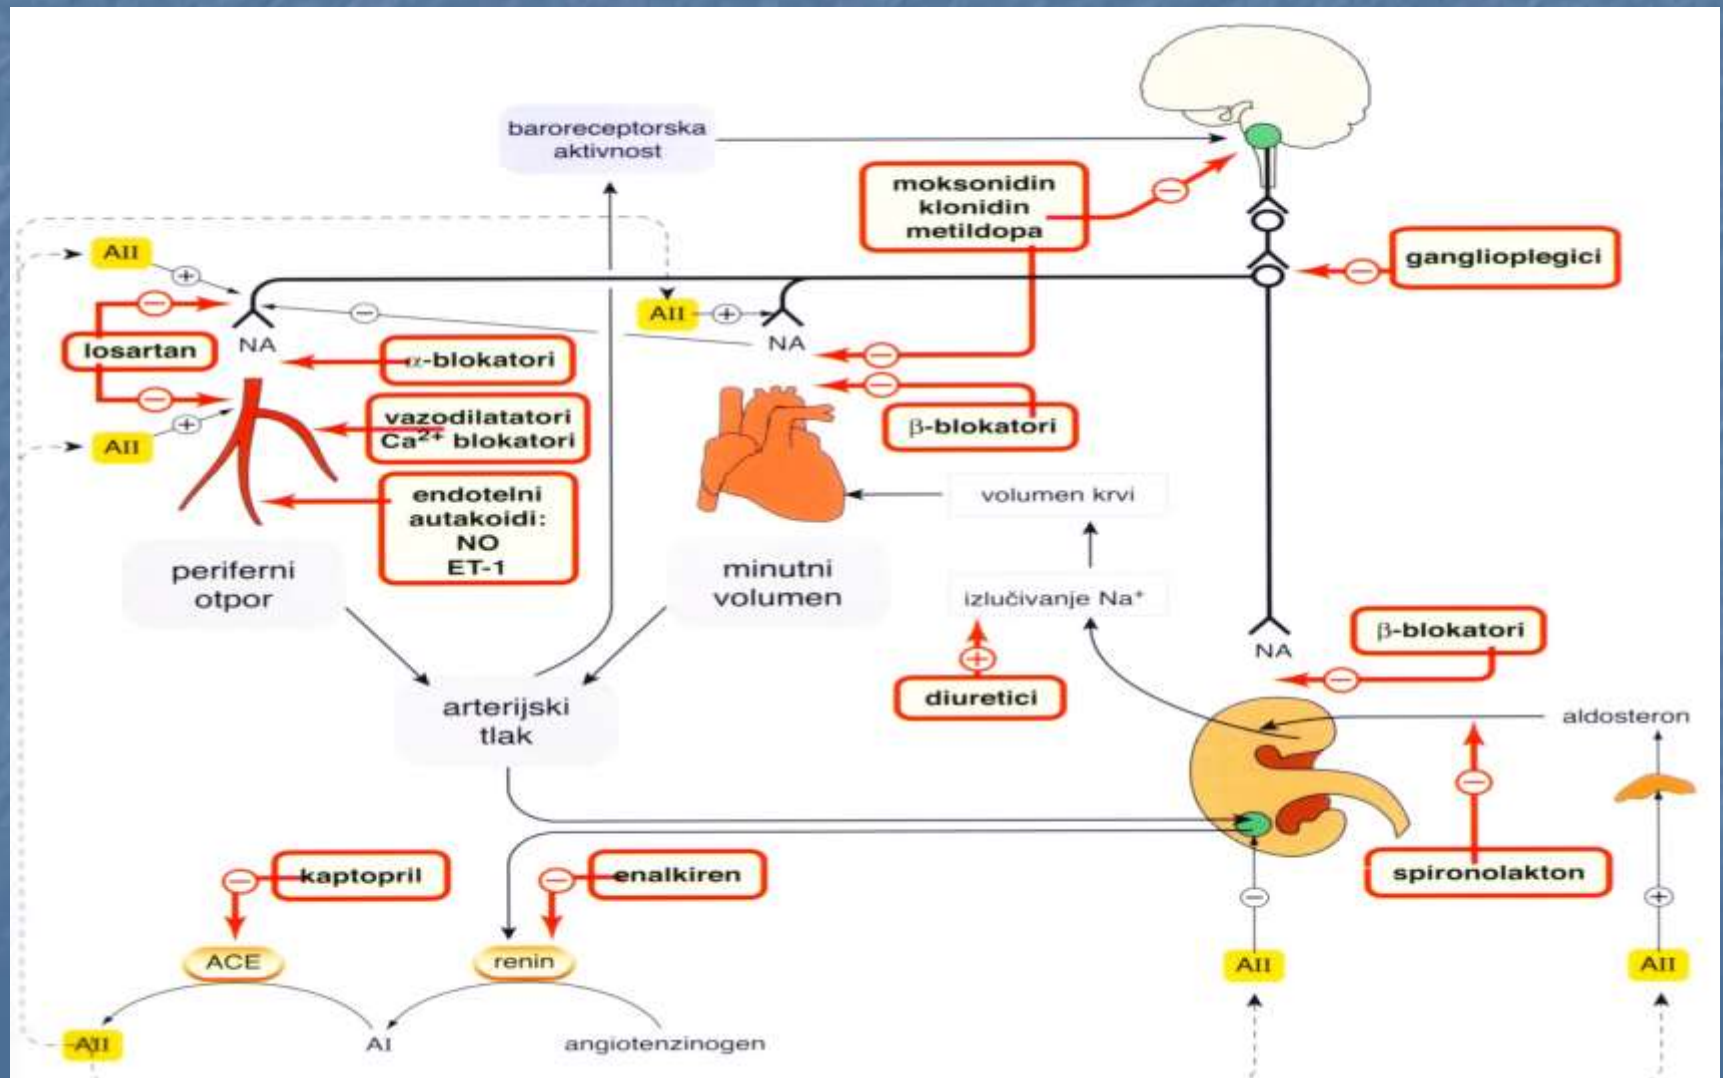 baroreceptorska
aktivnost
moksonidin
klonidin
metildopa
ganglioplegici
AII
+
−
losartan
−
AII
+
NA
α-blokatori
−
AII
+
NA
−
−
−
−
β-blokatori
vazodilatatori
Ca²⁺ blokatori
endotelni
autakoidi:
NO
ET-1
volumen krvi
periferni
otpor
minutni
volumen
izlučivanje Na⁺
+
diuretici
NA
β-blokatori
−
arterijski
tlak
aldosteron
−
spironolakton
kaptopril
−
enalkiren
−
ACE
renin
−
AII
+
AII
AII
AI
angiotenzinogen